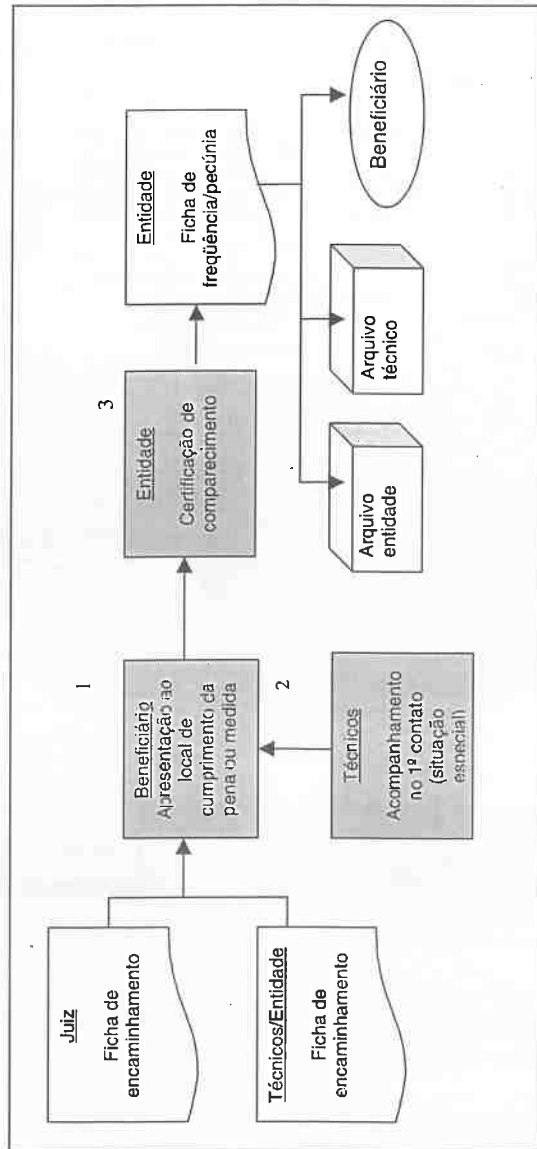 Juiz
Ficha de
encaminhamento
Técnicos/Entidade
Ficha de
encaminhamento
1
Beneficiário
Apresentação ao
local de
cumprimento da
pena ou medida
2
Técnicos
Acompanhamento
no 1º contato
(situação
especial)
3
Entidade
Certificação de
comparecimento
Entidade
Ficha de
freqüência/pecúnia
Arquivo
entidade
Arquivo
técnico
Beneficiário